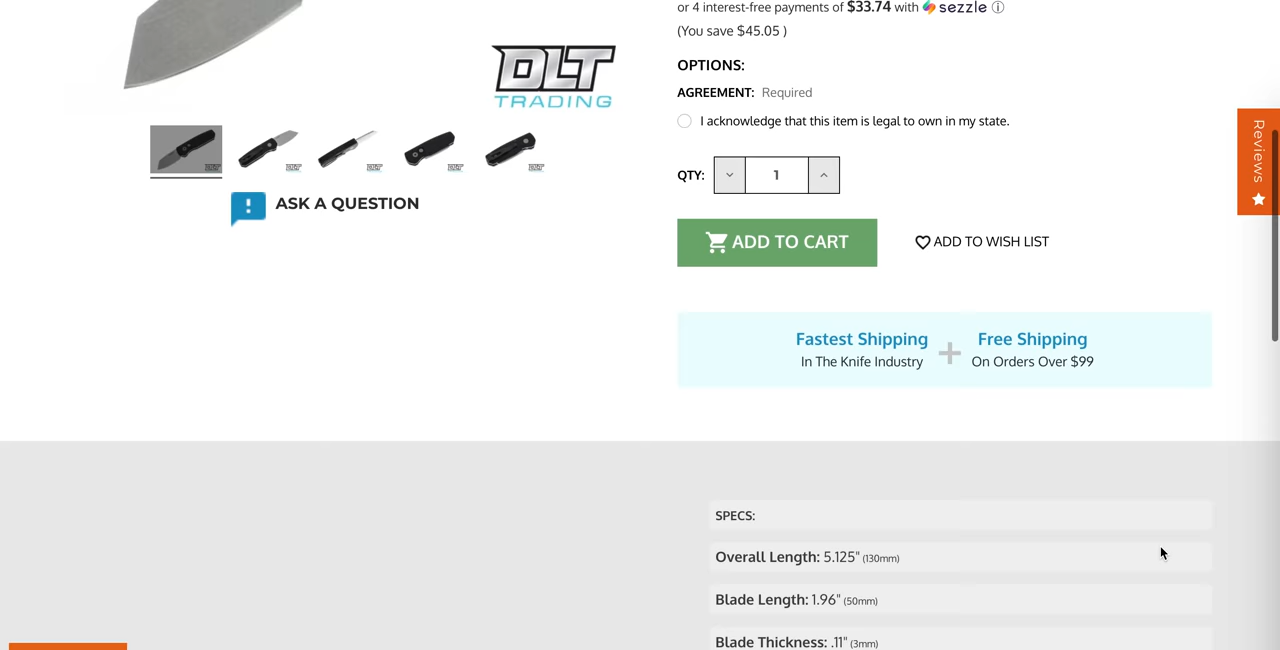 or 4 interest-free payments of $33.74 with sezzle ⓘ
(You save $45.05 )
DLT
TRADING
OPTIONS:
AGREEMENT: Required
I acknowledge that this item is legal to own in my state.
QTY: 1
ASK A QUESTION
ADD TO CART
ADD TO WISH LIST
Fastest Shipping + Free Shipping
In The Knife Industry On Orders Over $99
Reviews
SPECS:
Overall Length: 5.125" (130mm)
Blade Length: 1.96" (50mm)
Blade Thickness: .11" (3mm)